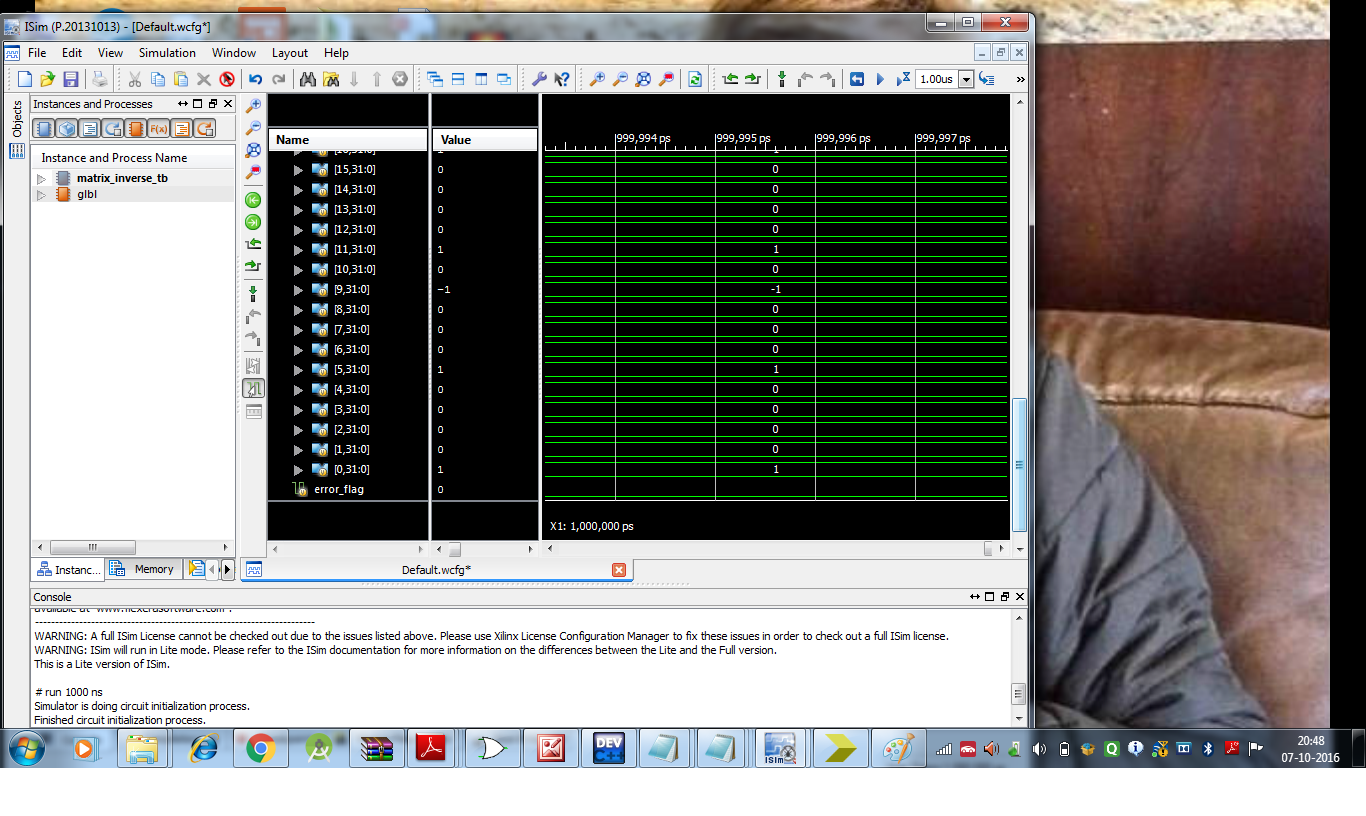 ISim (P.20131013) - [Default.wcfg*]
File Edit View Simulation Window Layout Help
1.00us
»
Objects
Instances and Processes
Instance and Process Name
matrix_inverse_tb
glbl
Name Value
999,994 ps 999,995 ps 999,996 ps 999,997 ps
[15,31:0] 0 0
[14,31:0] 0 0
[13,31:0] 0 0
[12,31:0] 0 0
[11,31:0] 1 1
[10,31:0] 0 0
[9,31:0] -1 -1
[8,31:0] 0 0
[7,31:0] 0 0
[6,31:0] 0 0
[5,31:0] 1 1
[4,31:0] 0 0
[3,31:0] 0 0
[2,31:0] 0 0
[1,31:0] 0 0
[0,31:0] 1 1
error_flag 0
X1: 1,000,000 ps
Instanc... Memory
Default.wcfg*
Console
available at "www.flexerasoftware.com".
WARNING: A full ISim License cannot be checked out due to the issues listed above. Please use Xilinx License Configuration Manager to fix these issues in order to check out a full ISim license.
WARNING: ISim will run in Lite mode. Please refer to the ISim documentation for more information on the differences between the Lite and the Full version.
This is a Lite version of ISim.
# run 1000 ns
Simulator is doing circuit initialization process.
Finished circuit initialization process.
DEV C++
ISim
20:48
07-10-2016